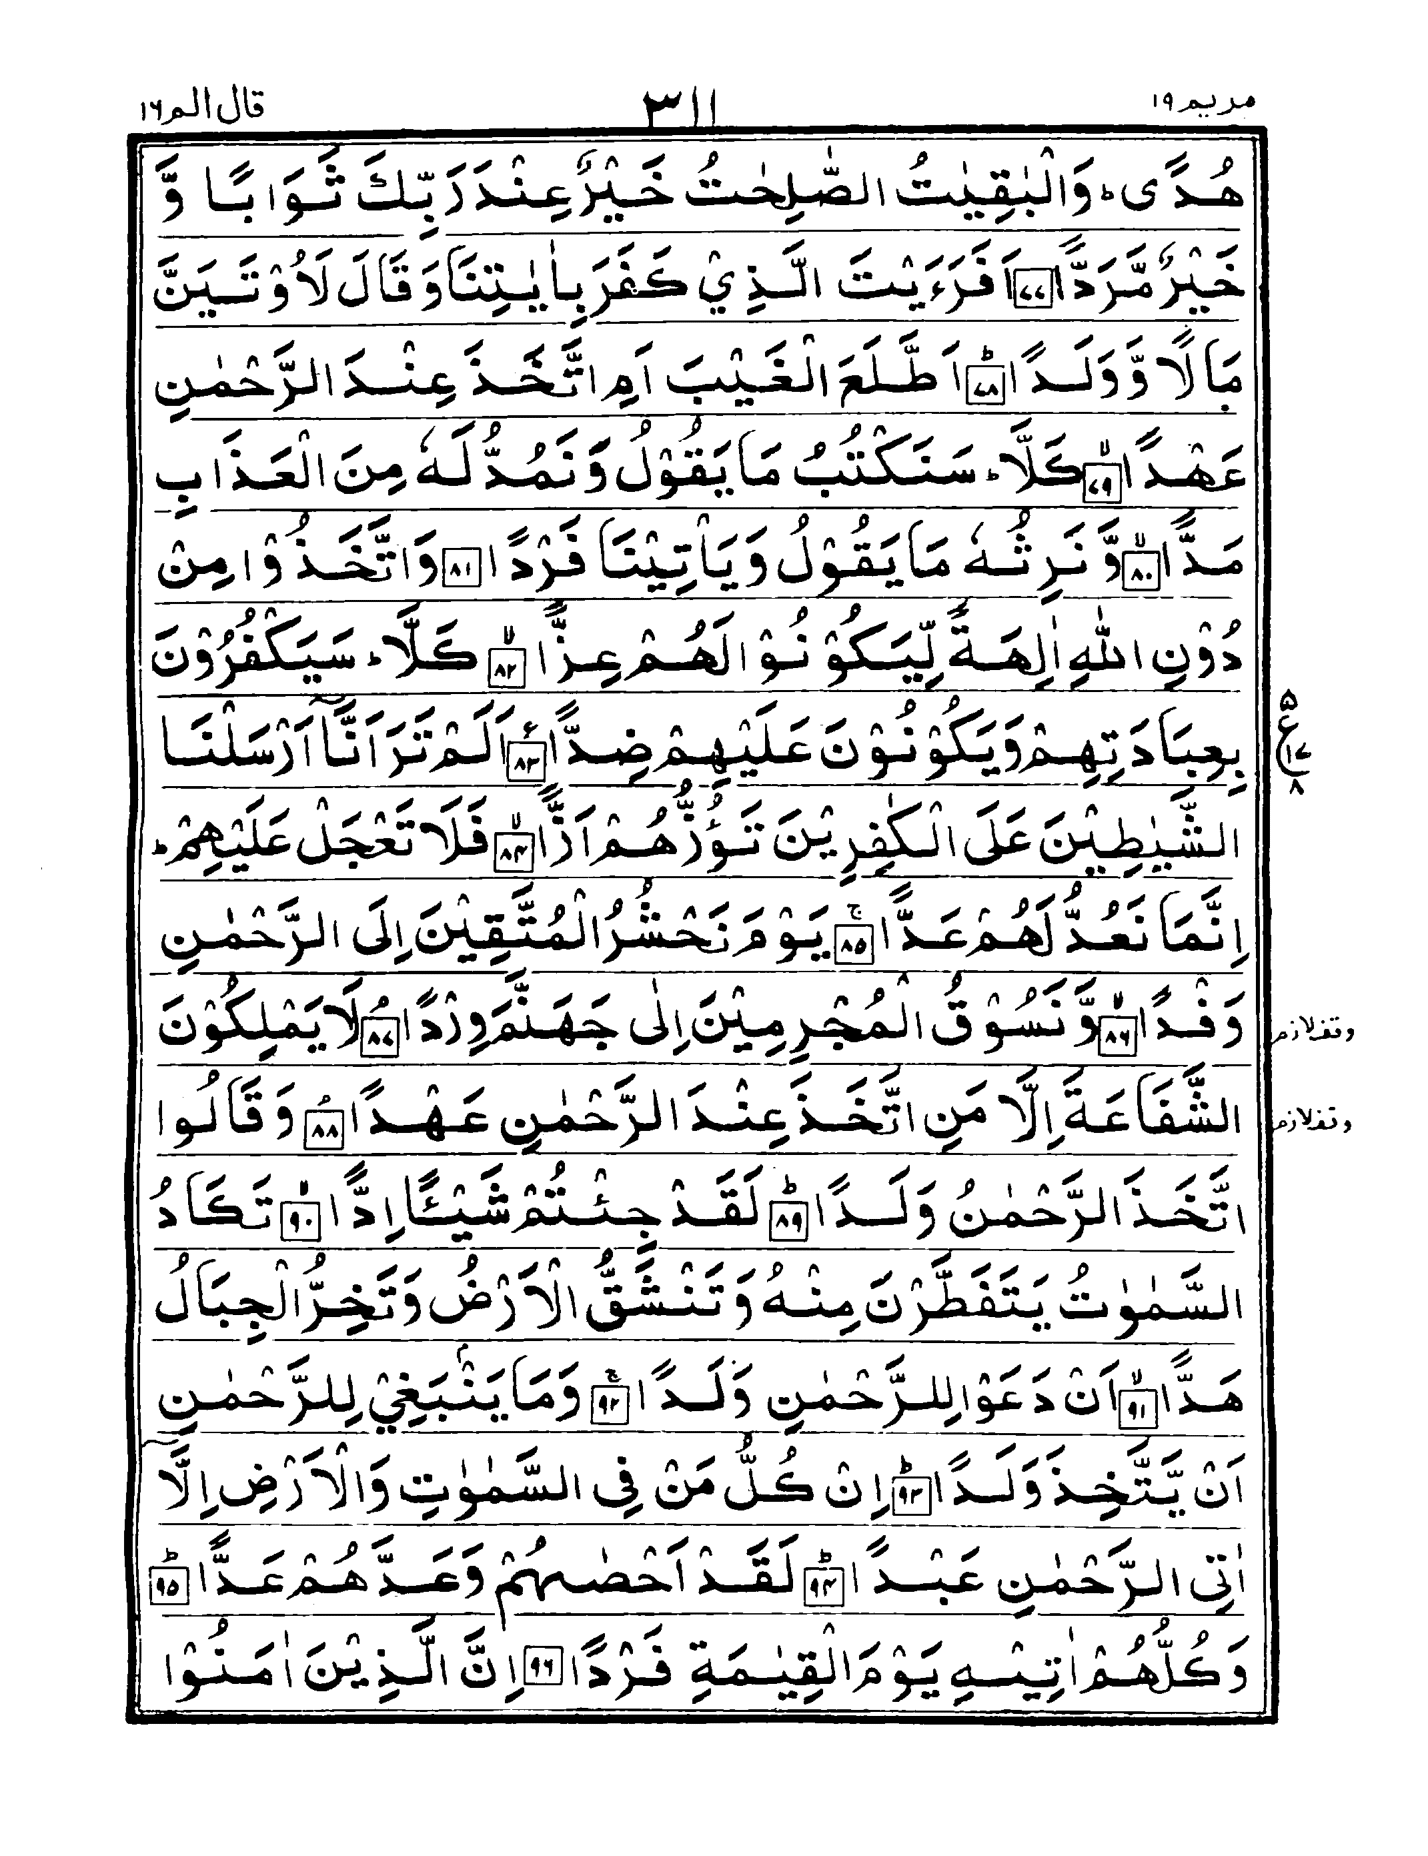 مريم ١٩
٣١١
قال الم ١٦
هُدًى ؕ وَالْبٰقِيٰتُ الصّٰلِحٰتُ خَيْرٌ عِنْدَ رَبِّكَ ثَوَابًا وَّ
خَيْرٌ مَّرَدًّا ٧٧ اَفَرَءَيْتَ الَّذِيْ كَفَرَ بِاٰيٰتِنَا وَقَالَ لَاُوْتَيَنَّ
مَالًا وَّوَلَدًا ؕ ٧٨ اَطَّلَعَ الْغَيْبَ اَمِ اتَّخَذَ عِنْدَ الرَّحْمٰنِ
عَهْدًا ۙ ٧٩ كَلَّا ؕ سَنَكْتُبُ مَا يَقُوْلُ وَنَمُدُّ لَهٗ مِنَ الْعَذَابِ
مَدًّا ۙ ٨٠ وَّنَرِثُهٗ مَا يَقُوْلُ وَيَاْتِيْنَا فَرْدًا ٨١ وَاتَّخَذُوْا مِنْ
دُوْنِ اللّٰهِ اٰلِهَةً لِّيَكُوْنُوْا لَهُمْ عِزًّا ۙ ٨٢ كَلَّا ؕ سَيَكْفُرُوْنَ
بِعِبَادَتِهِمْ وَيَكُوْنُوْنَ عَلَيْهِمْ ضِدًّا ٨٣ اَلَمْ تَرَ اَنَّآ اَرْسَلْنَا
٥
ع
١٧
٨
الشَّيٰطِيْنَ عَلَى الْكٰفِرِيْنَ تَؤُزُّهُمْ اَزًّا ۙ ٨٤ فَلَا تَعْجَلْ عَلَيْهِمْ ؕ
اِنَّمَا نَعُدُّ لَهُمْ عَدًّا ۚ ٨٥ يَوْمَ نَحْشُرُ الْمُتَّقِيْنَ اِلَى الرَّحْمٰنِ
وَفْدًا ۙ ٨٦ وَّنَسُوْقُ الْمُجْرِمِيْنَ اِلٰى جَهَنَّمَ وِرْدًا ۘ ٨٧ لَا يَمْلِكُوْنَ
وقف لازم
الشَّفَاعَةَ اِلَّا مَنِ اتَّخَذَ عِنْدَ الرَّحْمٰنِ عَهْدًا ۘ ٨٨ وَقَالُوا
وقف لازم
اتَّخَذَ الرَّحْمٰنُ وَلَدًا ؕ ٨٩ لَقَدْ جِئْتُمْ شَيْـًٔا اِدًّا ۙ ٩٠ تَكَادُ
السَّمٰوٰتُ يَتَفَطَّرْنَ مِنْهُ وَتَنْشَقُّ الْاَرْضُ وَتَخِرُّ الْجِبَالُ
هَدًّا ۙ ٩١ اَنْ دَعَوْا لِلرَّحْمٰنِ وَلَدًا ۚ ٩٢ وَمَا يَنْۢبَغِيْ لِلرَّحْمٰنِ
اَنْ يَّتَّخِذَ وَلَدًا ؕ ٩٣ اِنْ كُلُّ مَنْ فِى السَّمٰوٰتِ وَالْاَرْضِ اِلَّآ
اٰتِى الرَّحْمٰنِ عَبْدًا ؕ ٩٤ لَقَدْ اَحْصٰىهُمْ وَعَدَّهُمْ عَدًّا ؕ ٩٥
وَكُلُّهُمْ اٰتِيْهِ يَوْمَ الْقِيٰمَةِ فَرْدًا ٩٦ اِنَّ الَّذِيْنَ اٰمَنُوْا